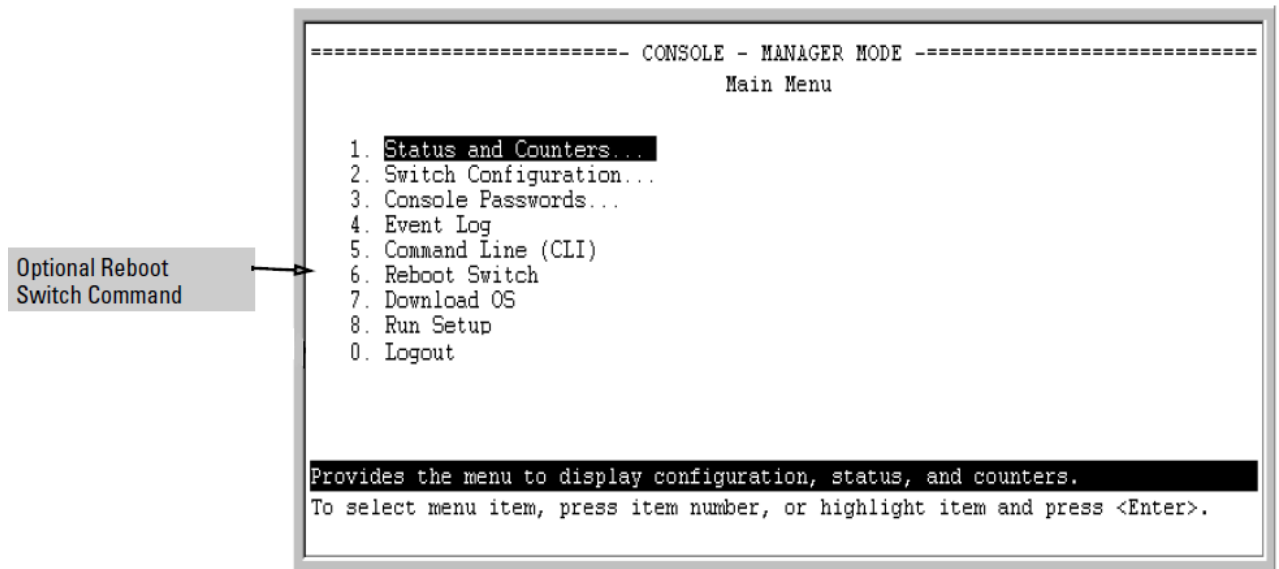 ===========================- CONSOLE - MANAGER MODE -============================
Main Menu
1. Status and Counters...
2. Switch Configuration...
3. Console Passwords...
4. Event Log
5. Command Line (CLI)
6. Reboot Switch
7. Download OS
8. Run Setup
0. Logout
Optional Reboot
Switch Command
Provides the menu to display configuration, status, and counters.
To select menu item, press item number, or highlight item and press <Enter>.